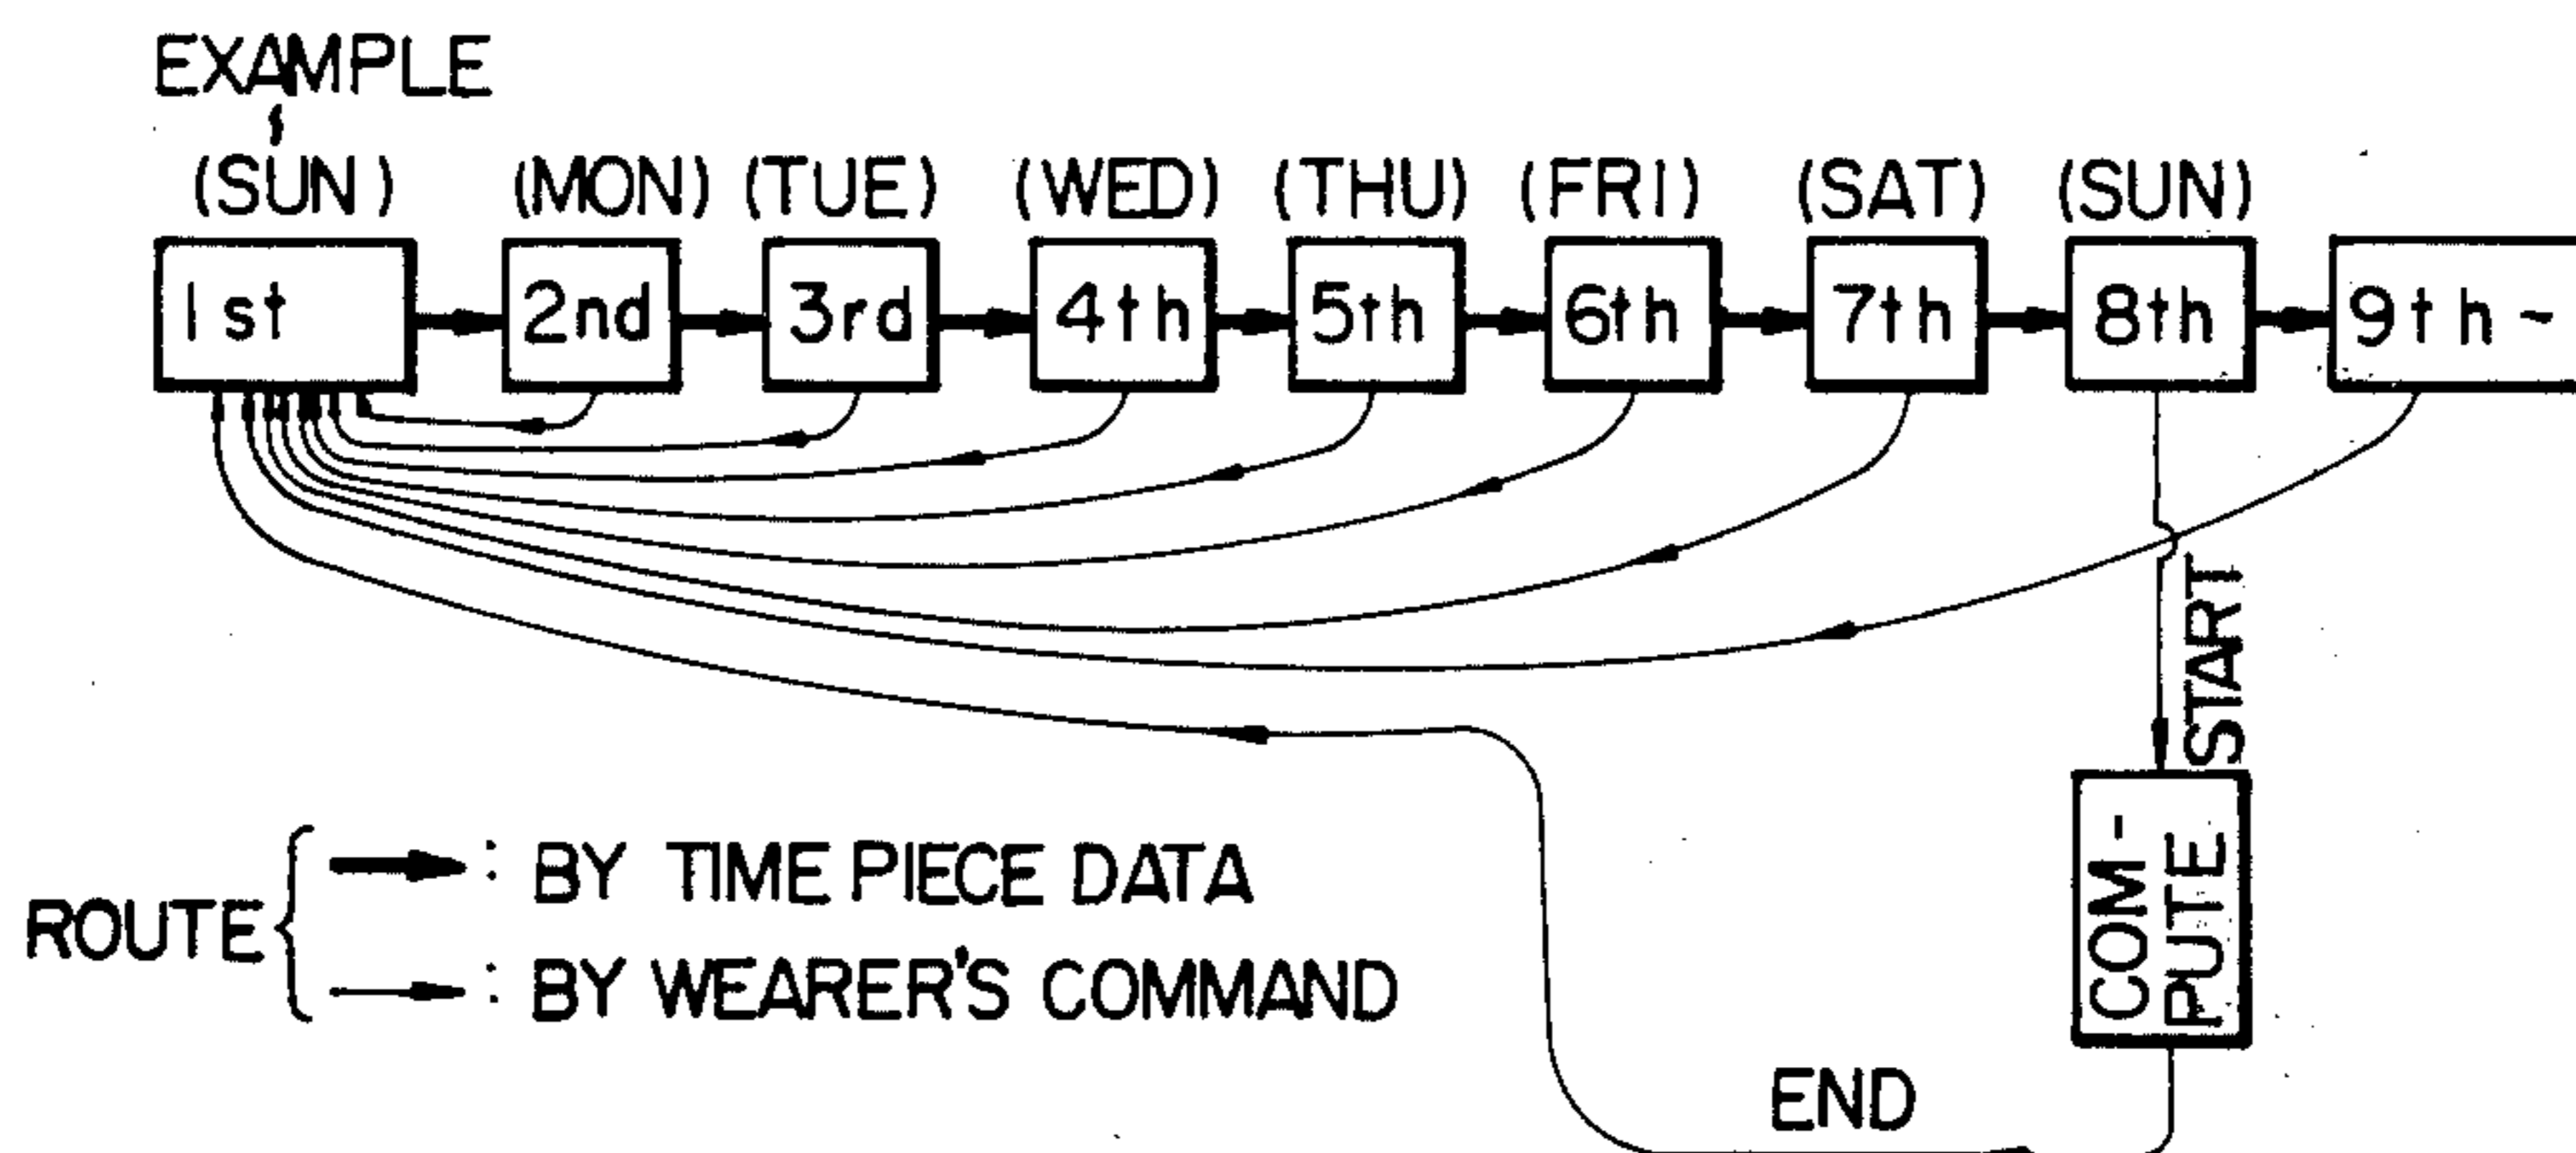 EXAMPLE
(SUN) (MON) (TUE) (WED) (THU) (FRI) (SAT) (SUN)
1st 2nd 3rd 4th 5th 6th 7th 8th 9th ~
START
COM-
PUTE
END
ROUTE
: BY TIME PIECE DATA
: BY WEARER'S COMMAND